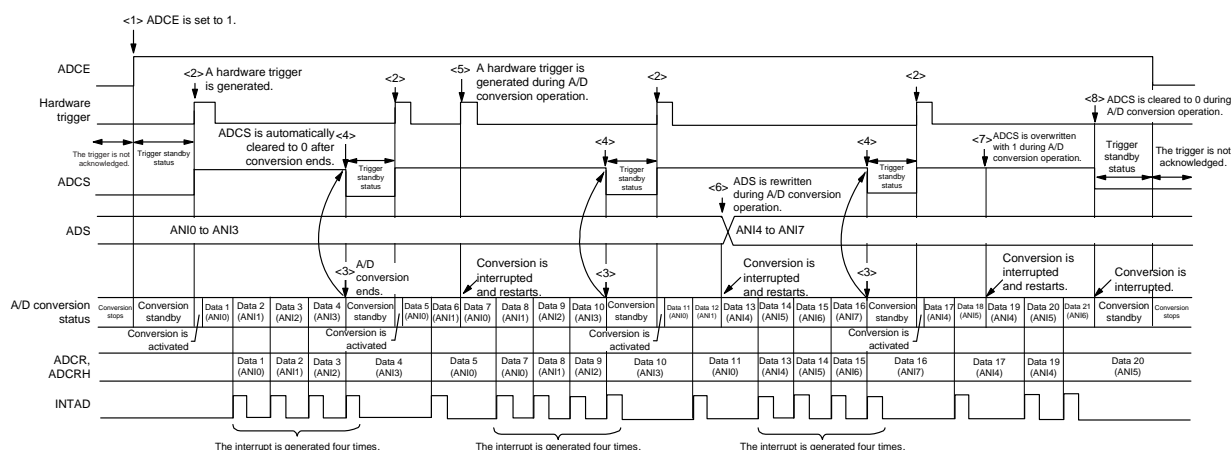 <1> ADCE is set to 1.
ADCE
<2> A hardware trigger
is generated.
<2>
<5> A hardware trigger is
generated during A/D
conversion operation.
<2>
<2>
<8> ADCS is cleared to 0 during
A/D conversion operation.
Hardware
trigger
The trigger is not
acknowledged.
Trigger standby
status
ADCS is automatically
cleared to 0 after
conversion ends.
<4>
Trigger
standby
status
<4>
Trigger
standby
status
<4>
Trigger
standby
status
<7> ADCS is overwritten
with 1 during A/D
conversion operation.
Trigger
standby
status
The trigger is not
acknowledged.
ADCS
<6> ADS is rewritten
during A/D conversion
operation.
ADS
ANI0 to ANI3
ANI4 to ANI7
<3> A/D
conversion
ends.
Conversion is
interrupted
and restarts.
<3>
Conversion is
interrupted
and restarts.
<3>
Conversion is
interrupted
and restarts.
Conversion is
interrupted.
A/D conversion
status
Conversion
stops
Conversion
standby
Data 1
(ANI0)
Data 2
(ANI1)
Data 3
(ANI2)
Data 4
(ANI3)
Conversion
standby
Data 5
(ANI0)
Data 6
(ANI1)
Data 7
(ANI0)
Data 8
(ANI1)
Data 9
(ANI2)
Data 10
(ANI3)
Conversion
standby
Data 11
(ANI0)
Data 12
(ANI1)
Data 13
(ANI4)
Data 14
(ANI5)
Data 15
(ANI6)
Data 16
(ANI7)
Conversion
standby
Data 17
(ANI4)
Data 18
(ANI5)
Data 19
(ANI4)
Data 20
(ANI5)
Data 21
(ANI6)
Conversion
standby
Conversion
stops
Conversion is
activated
Conversion is
activated
Conversion is
activated
Conversion is
activated
ADCR,
ADCRH
Data 1
(ANI0)
Data 2
(ANI1)
Data 3
(ANI2)
Data 4
(ANI3)
Data 5
(ANI0)
Data 7
(ANI0)
Data 8
(ANI1)
Data 9
(ANI2)
Data 10
(ANI3)
Data 11
(ANI0)
Data 13
(ANI4)
Data 14
(ANI5)
Data 15
(ANI6)
Data 16
(ANI7)
Data 17
(ANI4)
Data 19
(ANI4)
Data 20
(ANI5)
INTAD
The interrupt is generated four times.
The interrupt is generated four times.
The interrupt is generated four times.